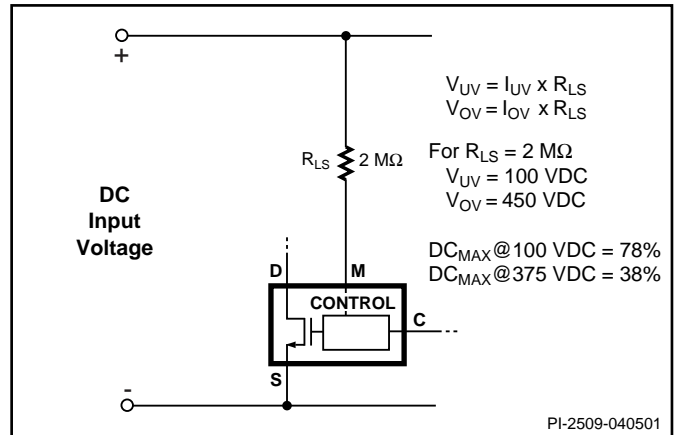 +
V_UV = I_UV x R_LS
V_OV = I_OV x R_LS
R_LS
2 MΩ
For R_LS = 2 MΩ
V_UV = 100 VDC
V_OV = 450 VDC
DC
Input
Voltage
DC_MAX@100 VDC = 78%
DC_MAX@375 VDC = 38%
D
M
CONTROL
C
S
-
PI-2509-040501